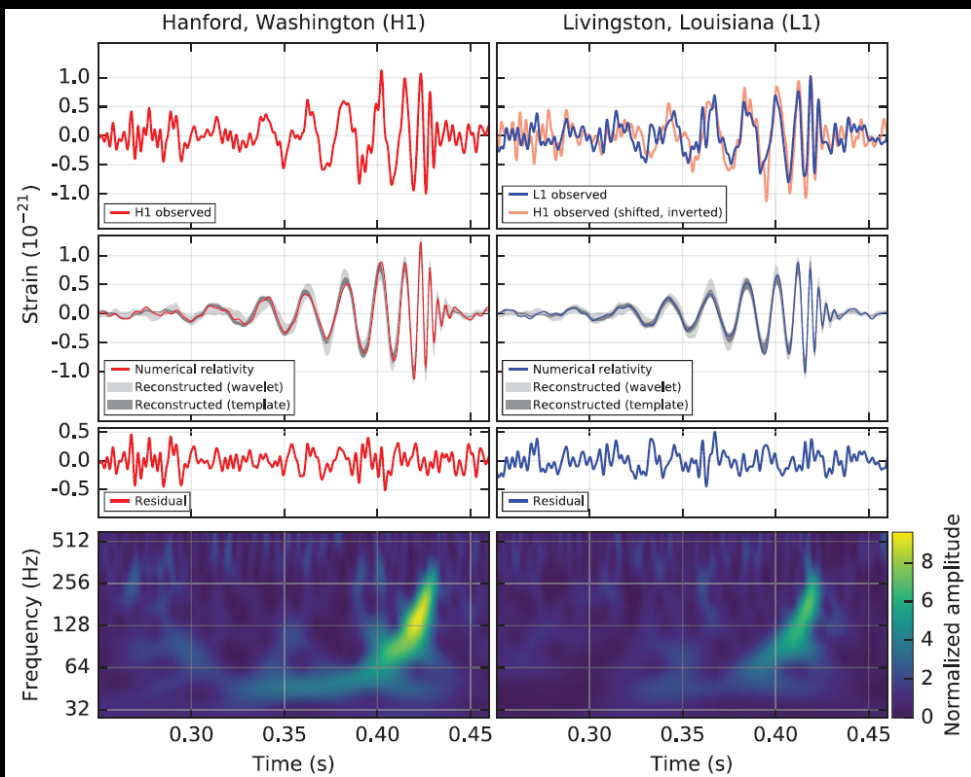 Hanford, Washington (H1)
Livingston, Louisiana (L1)
Strain (10⁻²¹)
1.0
0.5
0.0
-0.5
-1.0
H1 observed
L1 observed
H1 observed (shifted, inverted)
1.0
0.5
0.0
-0.5
-1.0
Numerical relativity
Reconstructed (wavelet)
Reconstructed (template)
Numerical relativity
Reconstructed (wavelet)
Reconstructed (template)
0.5
0.0
-0.5
Residual
Residual
Frequency (Hz)
512
256
128
64
32
0.30 0.35 0.40 0.45
Time (s)
0.30 0.35 0.40 0.45
Time (s)
8
6
4
2
0
Normalized amplitude